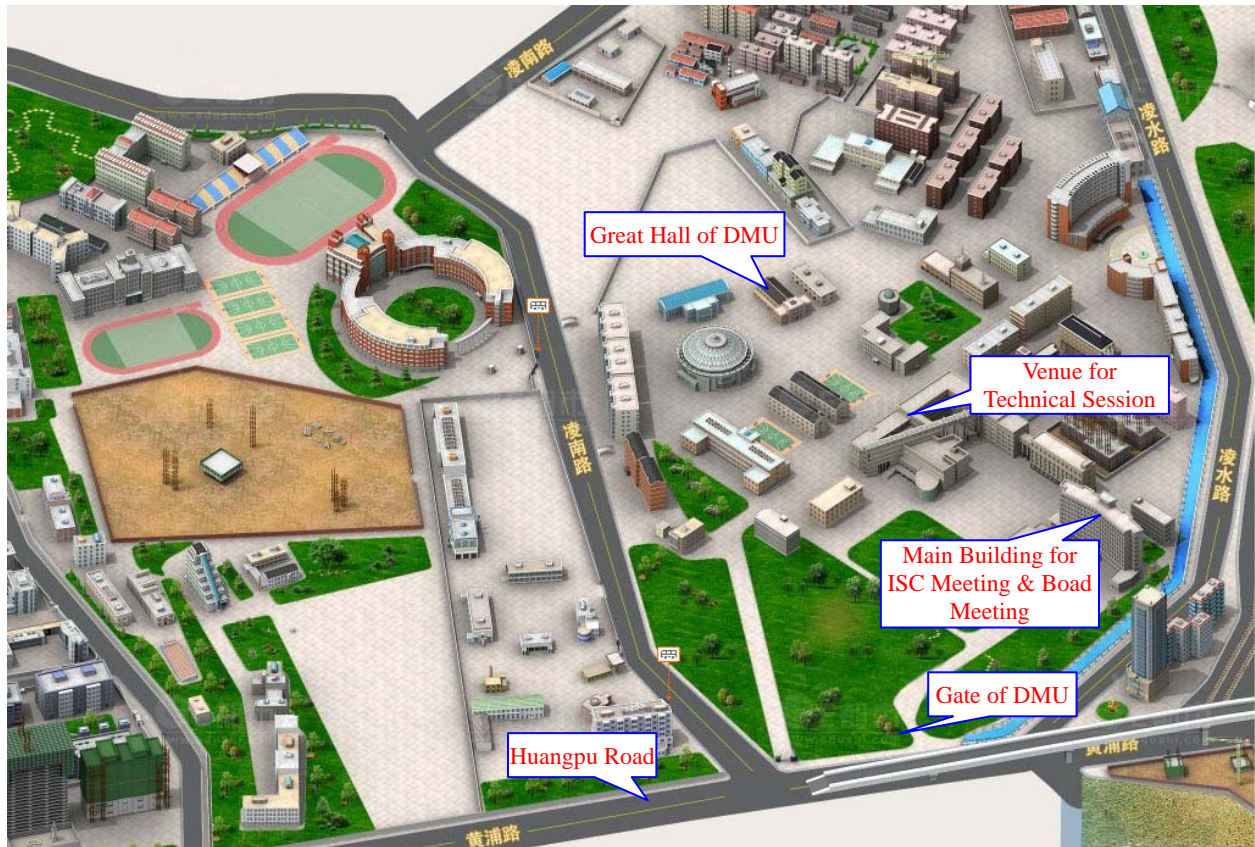 凌南路
凌水路
Great Hall of DMU
Venue for
Technical Session
凌南路
凌水路
Main Building for
ISC Meeting & Boad
Meeting
Gate of DMU
Huangpu Road
黄浦路
黄浦路